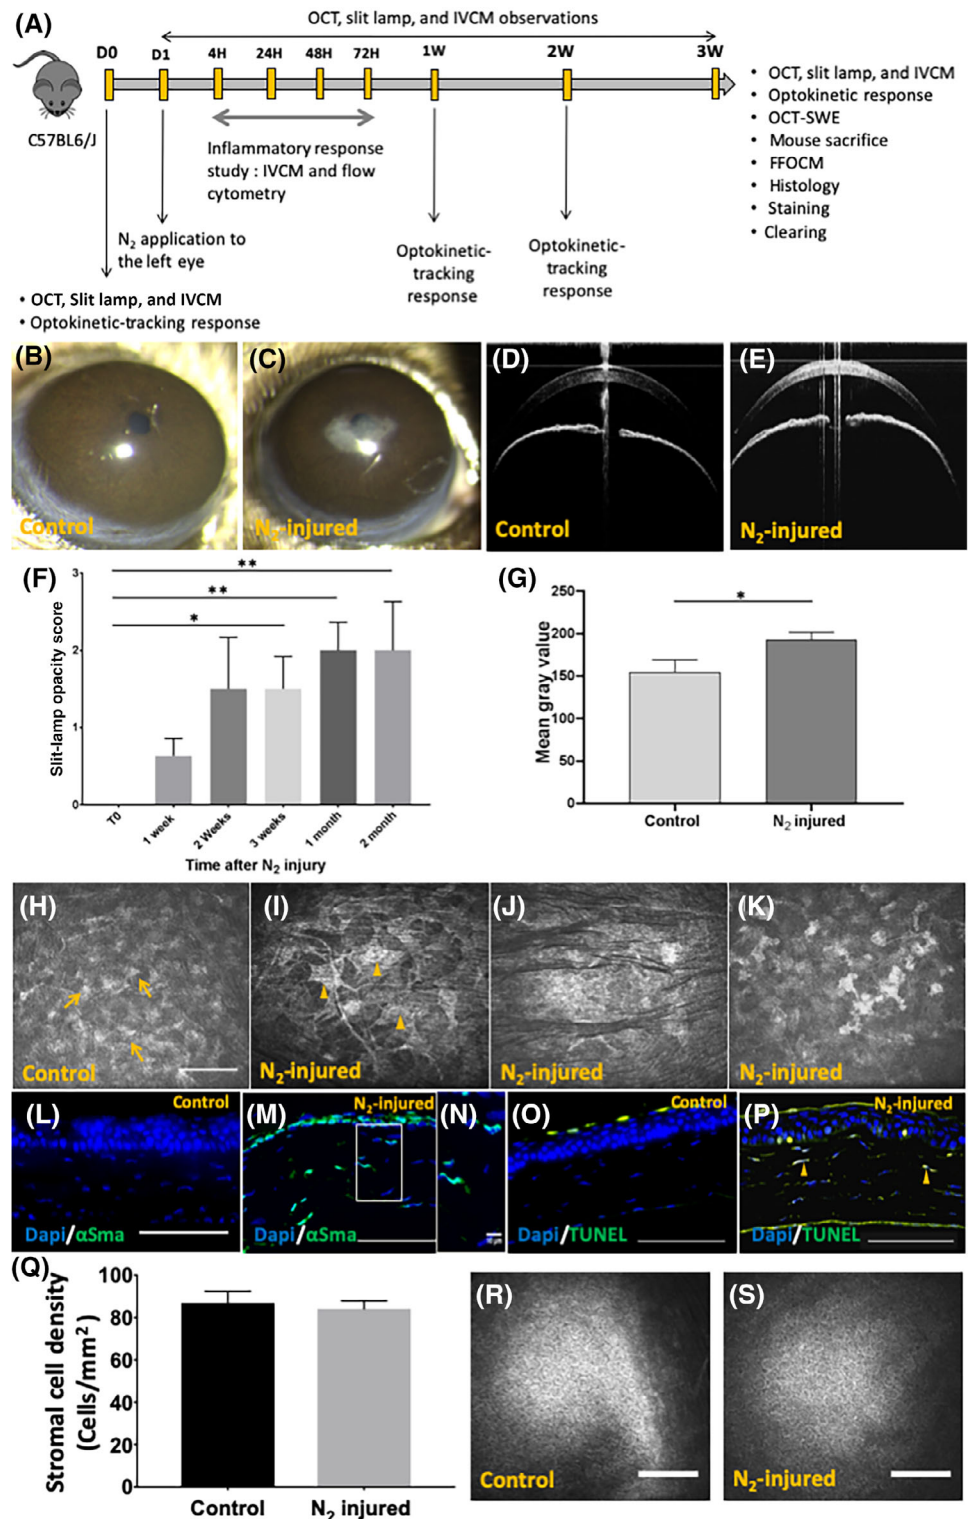 (A)
OCT, slit lamp, and IVCM observations
D0 D1 4H 24H 48H 72H 1W 2W 3W
C57BL6/J
Inflammatory response
study : IVCM and flow
cytometry
N₂ application to
the left eye
• OCT, Slit lamp, and IVCM
• Optokinetic-tracking response
Optokinetic-
tracking
response
Optokinetic-
tracking
response
• OCT, slit lamp, and IVCM
• Optokinetic response
• OCT-SWE
• Mouse sacrifice
• FFOCM
• Histology
• Staining
• Clearing
(B)
Control
(C)
N₂-injured
(D)
Control
(E)
N₂-injured
(F)
Slit-lamp opacity score
3
2
1
0
** 
**
*
T0 1 week 2 Weeks 3 weeks 1 month 2 month
Time after N₂ injury
(G)
Mean gray value
250
200
150
100
50
0
*
Control N₂ injured
(H)
Control
(I)
N₂-injured
(J)
N₂-injured
(K)
N₂-injured
(L)
Control
Dapi/αSma
(M)
N₂-injured
Dapi/αSma
(N)
(O)
Control
Dapi/TUNEL
(P)
N₂-injured
Dapi/TUNEL
(Q)
Stromal cell density
(Cells/mm²)
100
80
60
40
20
0
Control N₂ injured
(R)
Control
(S)
N₂-injured